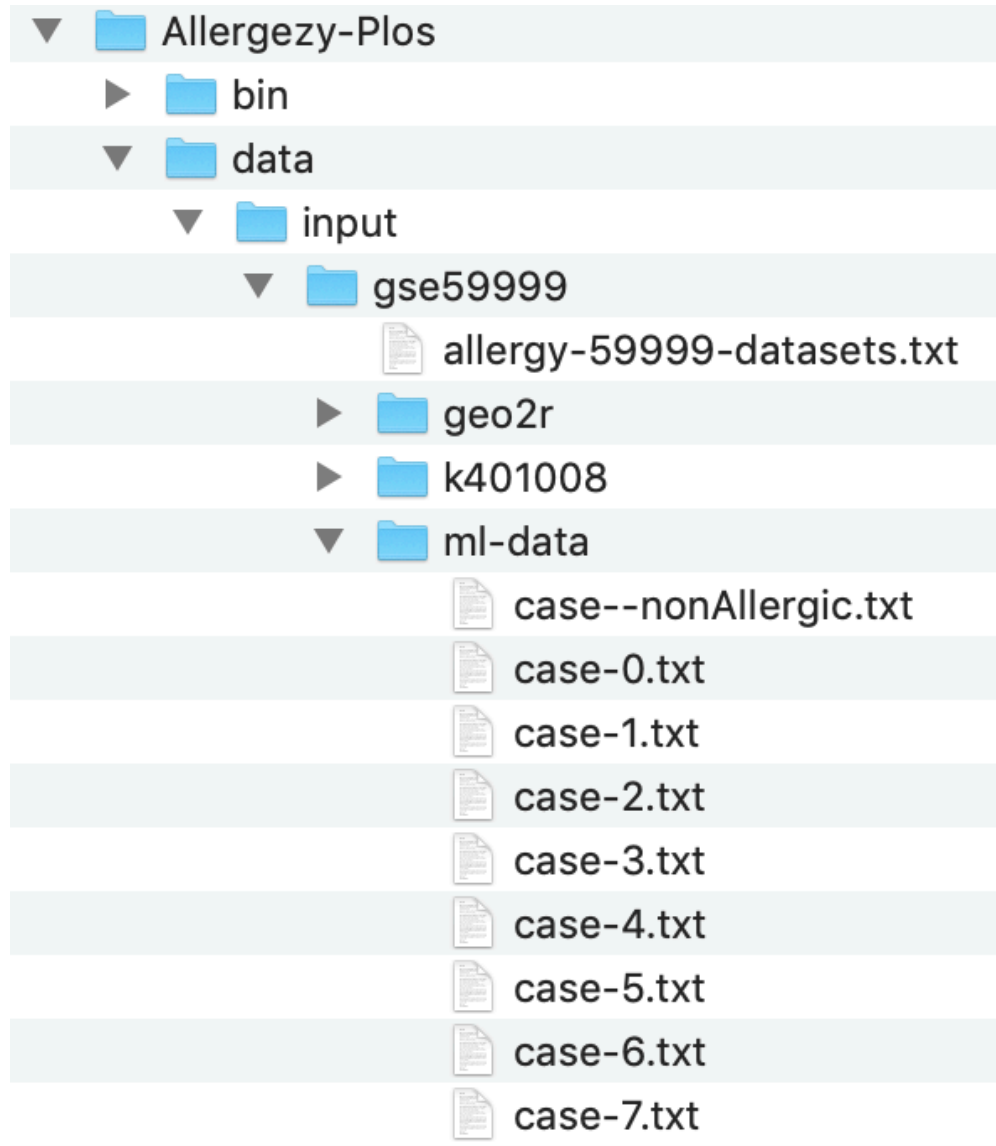 Allergezy-Plos
bin
data
input
gse59999
allergy-59999-datasets.txt
geo2r
k401008
ml-data
case--nonAllergic.txt
case-0.txt
case-1.txt
case-2.txt
case-3.txt
case-4.txt
case-5.txt
case-6.txt
case-7.txt